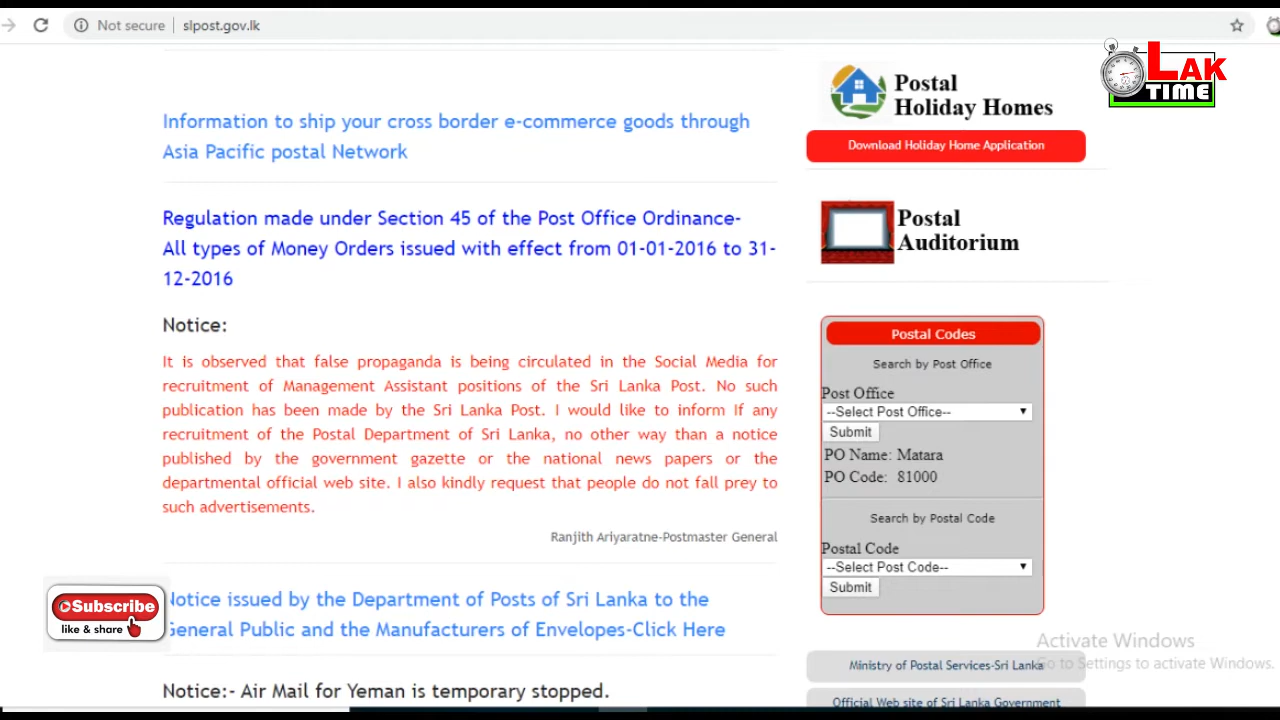 Not secure
slpost.gov.lk
LAK
TIME
Information to ship your cross border e-commerce goods through
Asia Pacific postal Network
Regulation made under Section 45 of the Post Office Ordinance-
All types of Money Orders issued with effect from 01-01-2016 to 31-
12-2016
Notice:
It is observed that false propaganda is being circulated in the Social Media for
recruitment of Management Assistant positions of the Sri Lanka Post. No such
publication has been made by the Sri Lanka Post. I would like to inform If any
recruitment of the Postal Department of Sri Lanka, no other way than a notice
published by the government gazette or the national news papers or the
departmental official web site. I also kindly request that people do not fall prey to
such advertisements.
Ranjith Ariyaratne-Postmaster General
Notice issued by the Department of Posts of Sri Lanka to the
General Public and the Manufacturers of Envelopes-Click Here
Notice:- Air Mail for Yeman is temporary stopped.
Subscribe
like & share
Postal
Holiday Homes
Download Holiday Home Application
Postal
Auditorium
Postal Codes
Search by Post Office
Post Office
--Select Post Office--
Submit
PO Name: Matara
PO Code: 81000
Search by Postal Code
Postal Code
--Select Post Code--
Submit
Ministry of Postal Services-Sri Lanka
Official Web site of Sri Lanka Government
Activate Windows
Go to Settings to activate Windows.